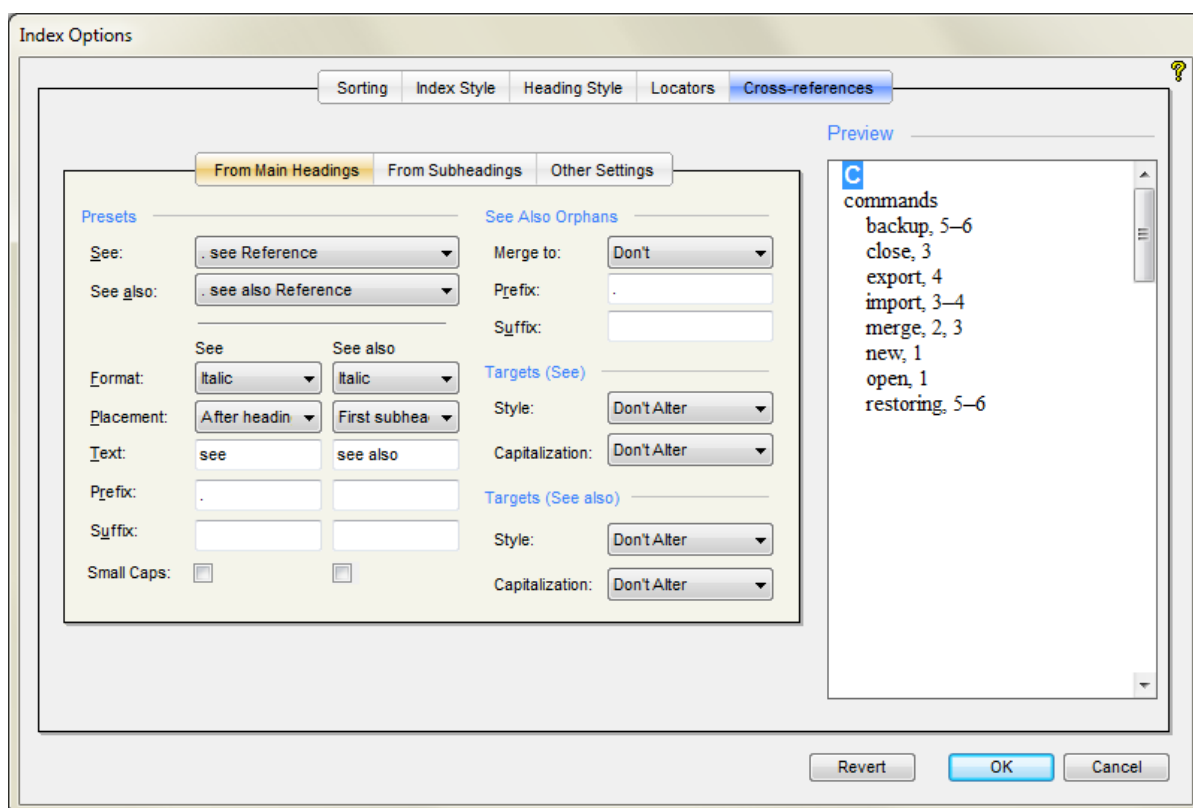 Index Options
Sorting Index Style Heading Style Locators Cross-references
From Main Headings From Subheadings Other Settings
Presets
See: . see Reference
See also: . see also Reference
See See also
Format: Italic Italic
Placement: After headin First subhea
Text: see see also
Prefix: .
Suffix:
Small Caps:
See Also Orphans
Merge to: Don't
Prefix: .
Suffix:
Targets (See)
Style: Don't Alter
Capitalization: Don't Alter
Targets (See also)
Style: Don't Alter
Capitalization: Don't Alter
Preview
C
commands
backup, 5–6
close, 3
export, 4
import, 3–4
merge, 2, 3
new, 1
open, 1
restoring, 5–6
Revert OK Cancel